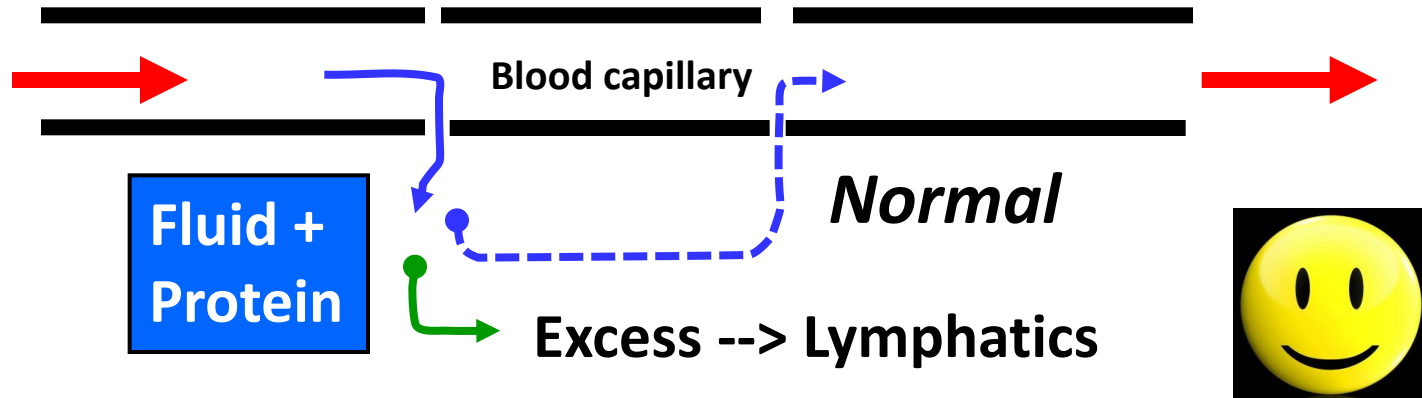 Blood capillary
Normal
Fluid +
Protein
Excess --> Lymphatics